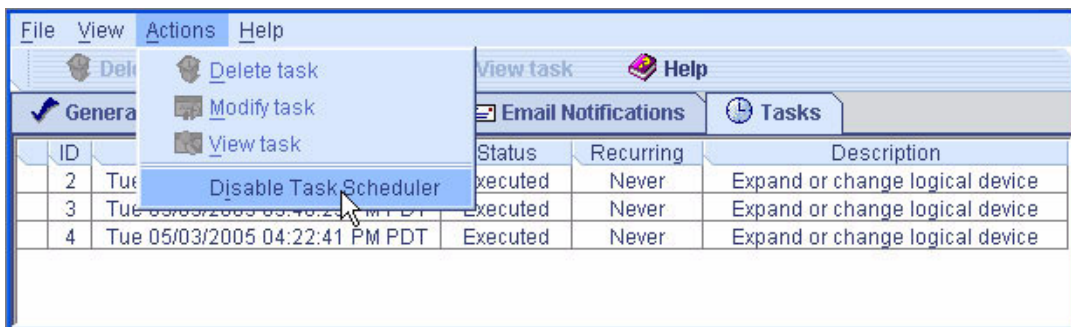 File View Actions Help
Delete task
Modify task
View task
Disable Task Scheduler
View task Help
Email Notifications Tasks
ID Status Recurring Description
2 Tue Executed Never Expand or change logical device
3 Tue Executed Never Expand or change logical device
4 Tue 05/03/2005 04:22:41 PM PDT Executed Never Expand or change logical device